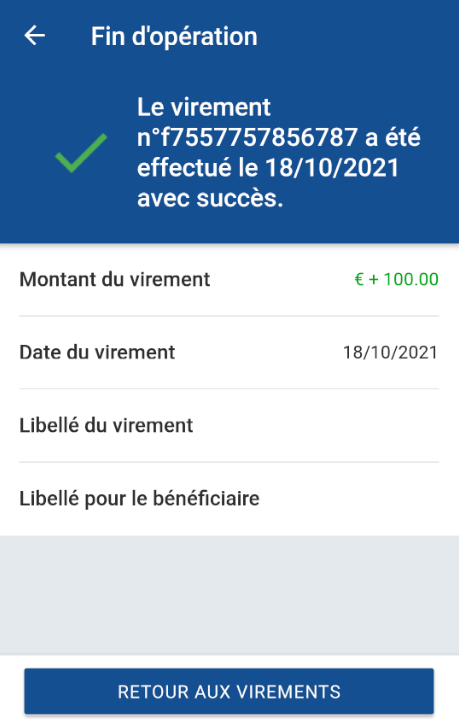 Fin d'opération
Le virement
n°f7557757856787 a été
effectué le 18/10/2021
avec succès.
Montant du virement € + 100.00
Date du virement 18/10/2021
Libellé du virement
Libellé pour le bénéficiaire
RETOUR AUX VIREMENTS